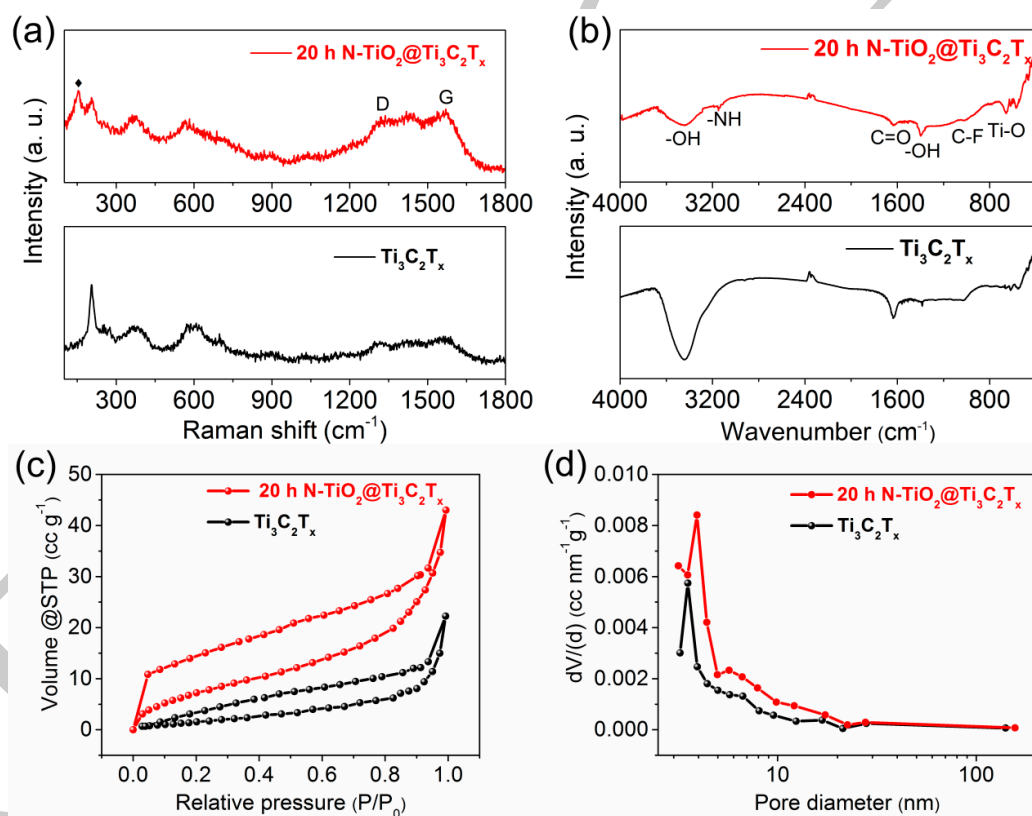 (a)
20 h N-TiO₂@Ti₃C₂Tₓ
♦
D
G
300 600 900 1200 1500 1800
Ti₃C₂Tₓ
300 600 900 1200 1500 1800
Intensity (a. u.)
Raman shift (cm⁻¹)
(b)
20 h N-TiO₂@Ti₃C₂Tₓ
-OH
-NH
C=O
-OH
C-F
Ti-O
4000 3200 2400 1600 800
Ti₃C₂Tₓ
4000 3200 2400 1600 800
Intensity (a. u.)
Wavenumber (cm⁻¹)
(c)
20 h N-TiO₂@Ti₃C₂Tₓ
Ti₃C₂Tₓ
50
40
30
20
10
0
0.0 0.2 0.4 0.6 0.8 1.0
Volume @STP (cc g⁻¹)
Relative pressure (P/P₀)
(d)
20 h N-TiO₂@Ti₃C₂Tₓ
Ti₃C₂Tₓ
0.010
0.008
0.006
0.004
0.002
0.000
10 100
dV/(d) (cc nm⁻¹g⁻¹)
Pore diameter (nm)